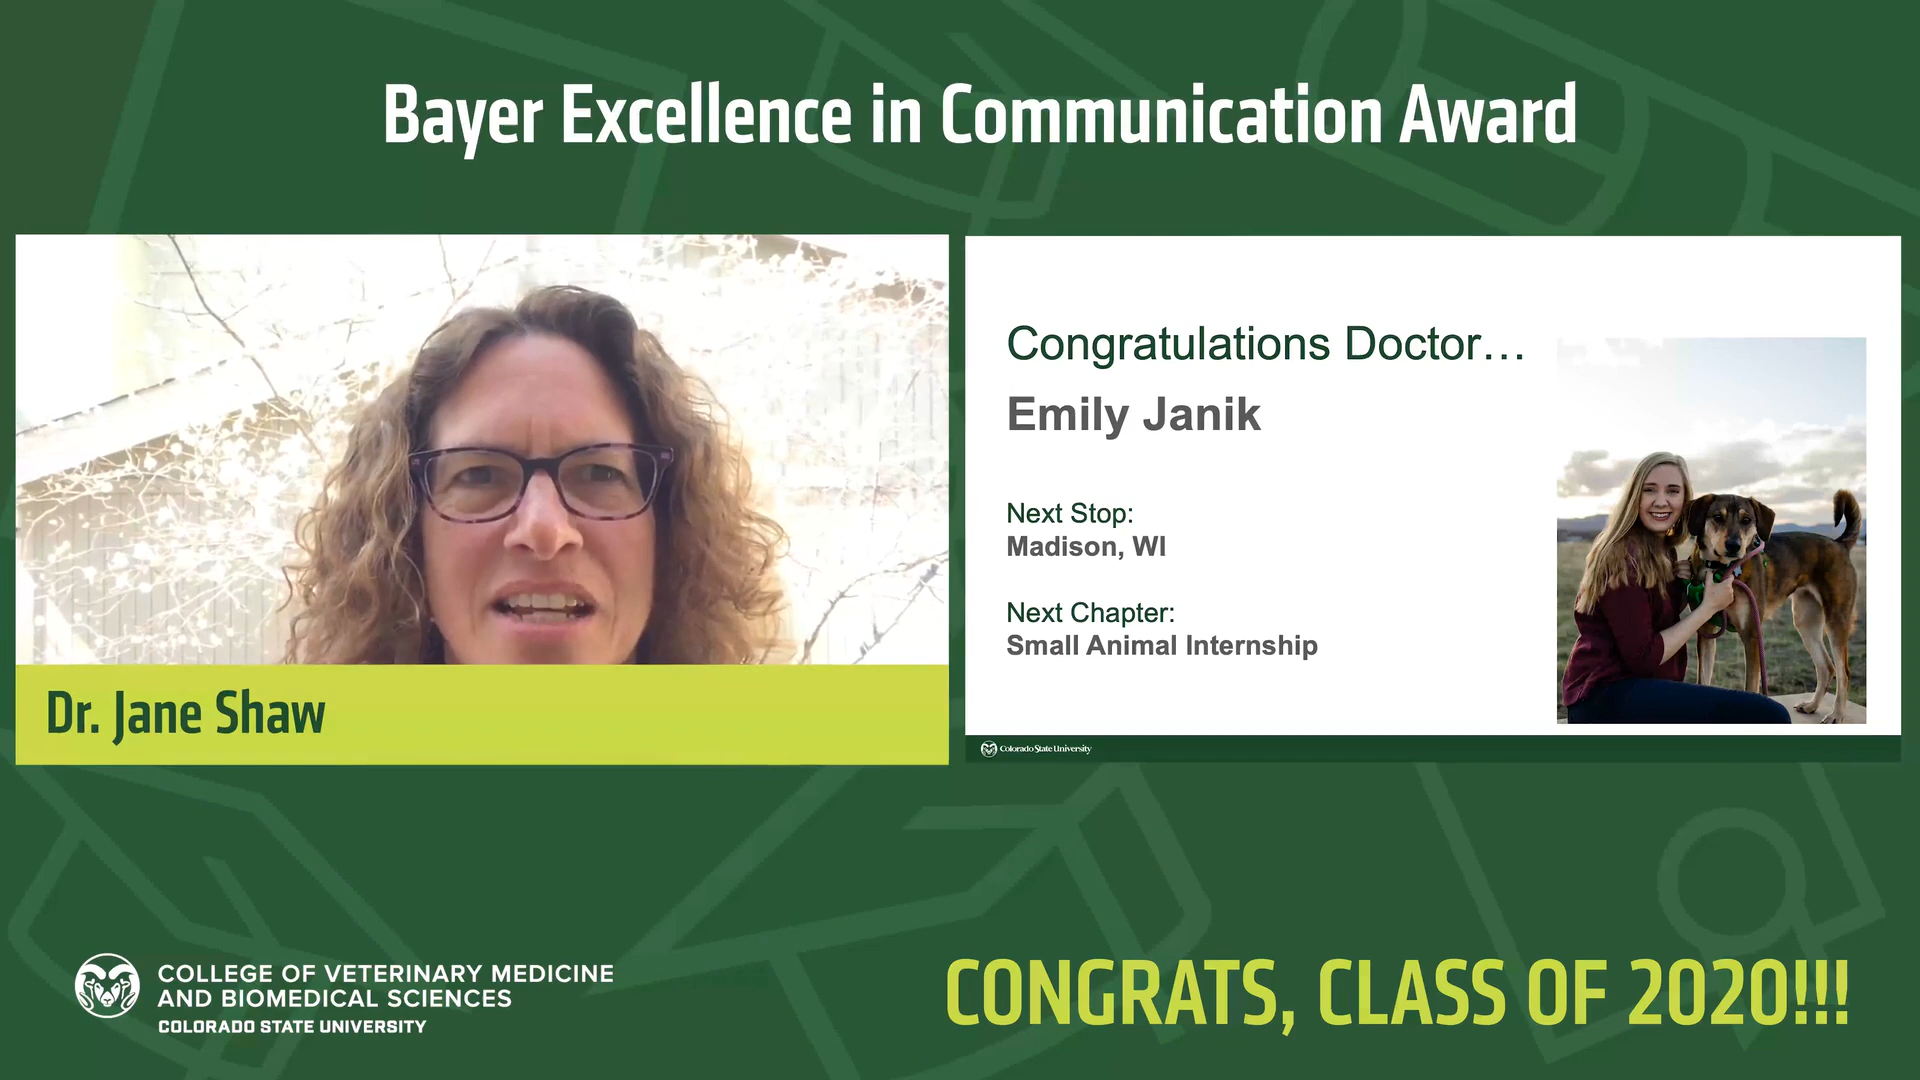 Bayer Excellence in Communication Award
Dr. Jane Shaw
Congratulations Doctor…
Emily Janik
Next Stop:
Madison, WI
Next Chapter:
Small Animal Internship
Colorado State University
COLLEGE OF VETERINARY MEDICINE
AND BIOMEDICAL SCIENCES
COLORADO STATE UNIVERSITY
CONGRATS, CLASS OF 2020!!!